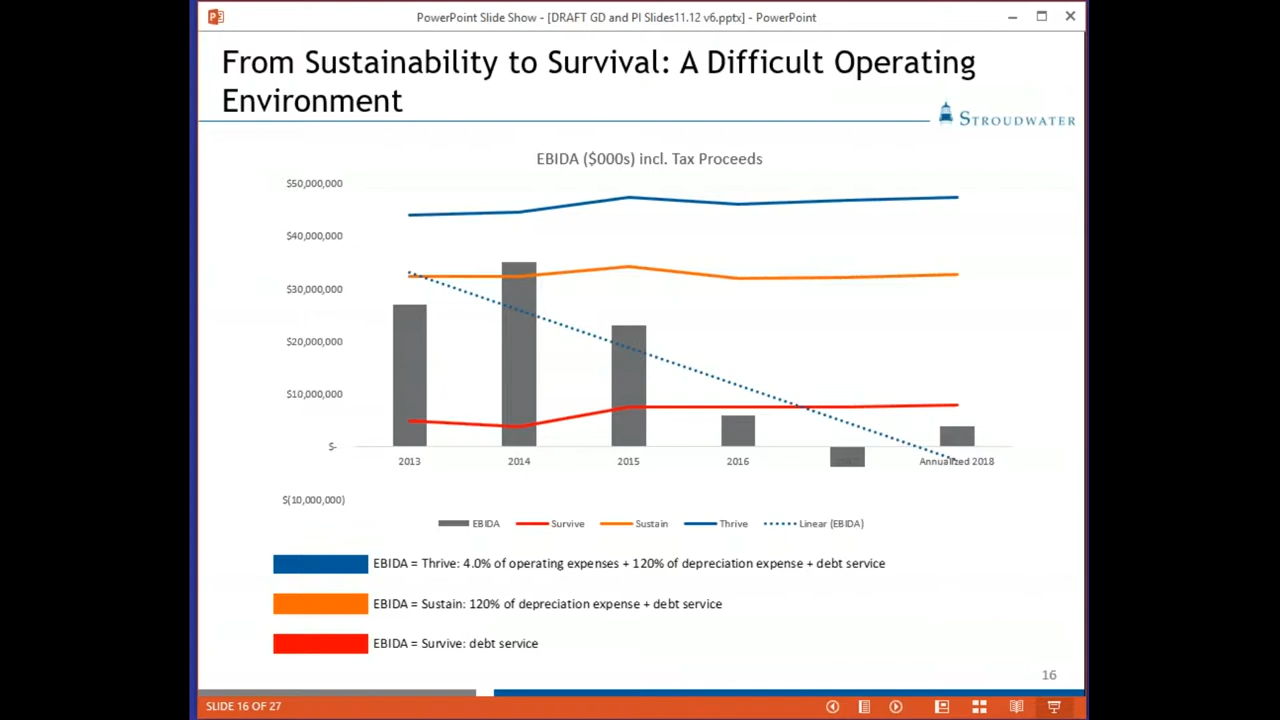 PowerPoint Slide Show - [DRAFT GD and PI Slides11.12 v6.pptx] - PowerPoint
From Sustainability to Survival: A Difficult Operating
Environment
STROUDWATER
EBIDA ($000s) incl. Tax Proceeds
$50,000,000
$40,000,000
$30,000,000
$20,000,000
$10,000,000
$-
$(10,000,000)
2013 2014 2015 2016 Annualized 2018
EBIDA Survive Sustain Thrive Linear (EBIDA)
EBIDA = Thrive: 4.0% of operating expenses + 120% of depreciation expense + debt service
EBIDA = Sustain: 120% of depreciation expense + debt service
EBIDA = Survive: debt service
16
SLIDE 16 OF 27